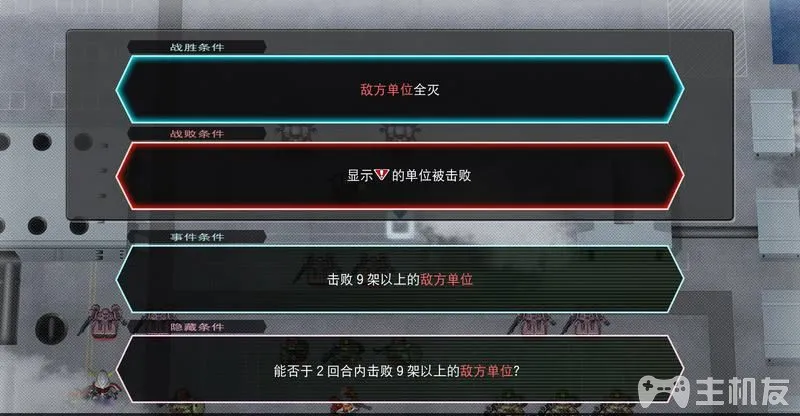 战胜条件
敌方单位全灭
战败条件
显示!的单位被击败
事件条件
击败9架以上的敌方单位
隐藏条件
能否于2回合内击败9架以上的敌方单位?
主机友